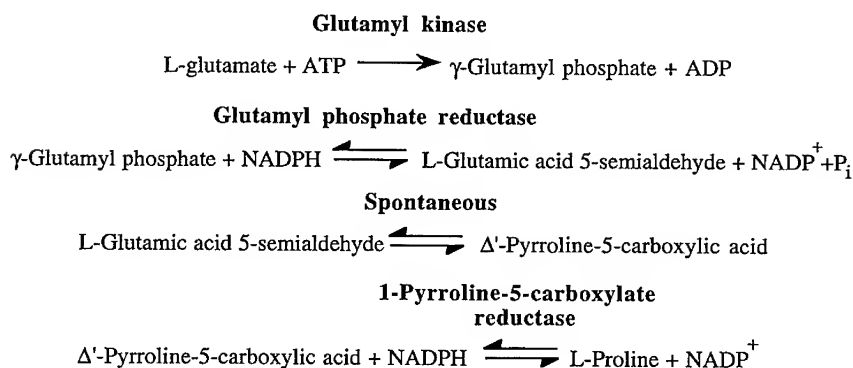 Glutamyl kinase
L-glutamate + ATP ⟶ γ-Glutamyl phosphate + ADP
Glutamyl phosphate reductase
γ-Glutamyl phosphate + NADPH ⇌ L-Glutamic acid 5-semialdehyde + NADP⁺+Pᵢ
Spontaneous
L-Glutamic acid 5-semialdehyde ⇌ Δ'-Pyrroline-5-carboxylic acid
1-Pyrroline-5-carboxylate
reductase
Δ'-Pyrroline-5-carboxylic acid + NADPH ⇌ L-Proline + NADP⁺